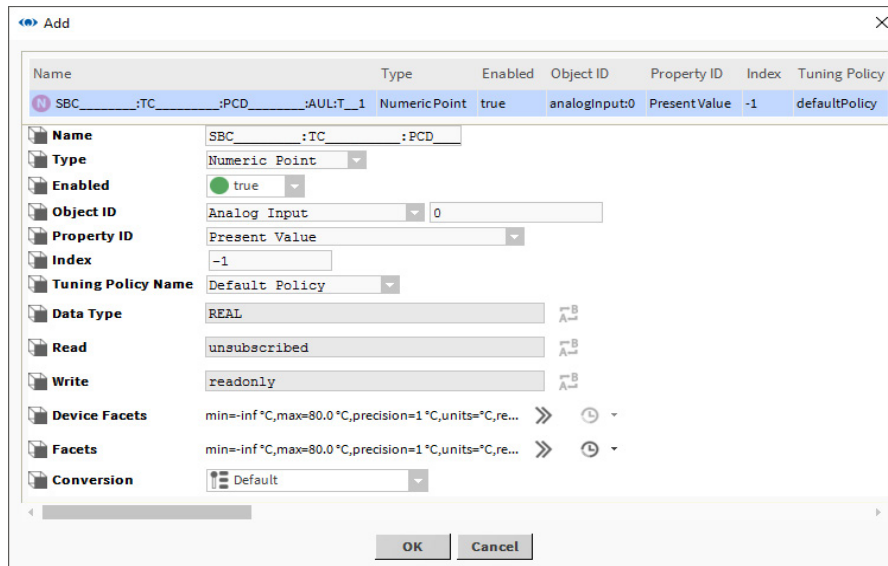 Add
Name Type Enabled Object ID Property ID Index Tuning Policy
N SBC________:TC_________:PCD________:AUL:T__1 Numeric Point true analogInput:0 Present Value -1 defaultPolicy
Name SBC________:TC_________:PCD___
Type Numeric Point
Enabled true
Object ID Analog Input 0
Property ID Present Value
Index -1
Tuning Policy Name Default Policy
Data Type REAL
Read unsubscribed
Write readonly
Device Facets min=-inf °C,max=80.0 °C,precision=1 °C,units=°C,re...
Facets min=-inf °C,max=80.0 °C,precision=1 °C,units=°C,re...
Conversion Default
OK Cancel